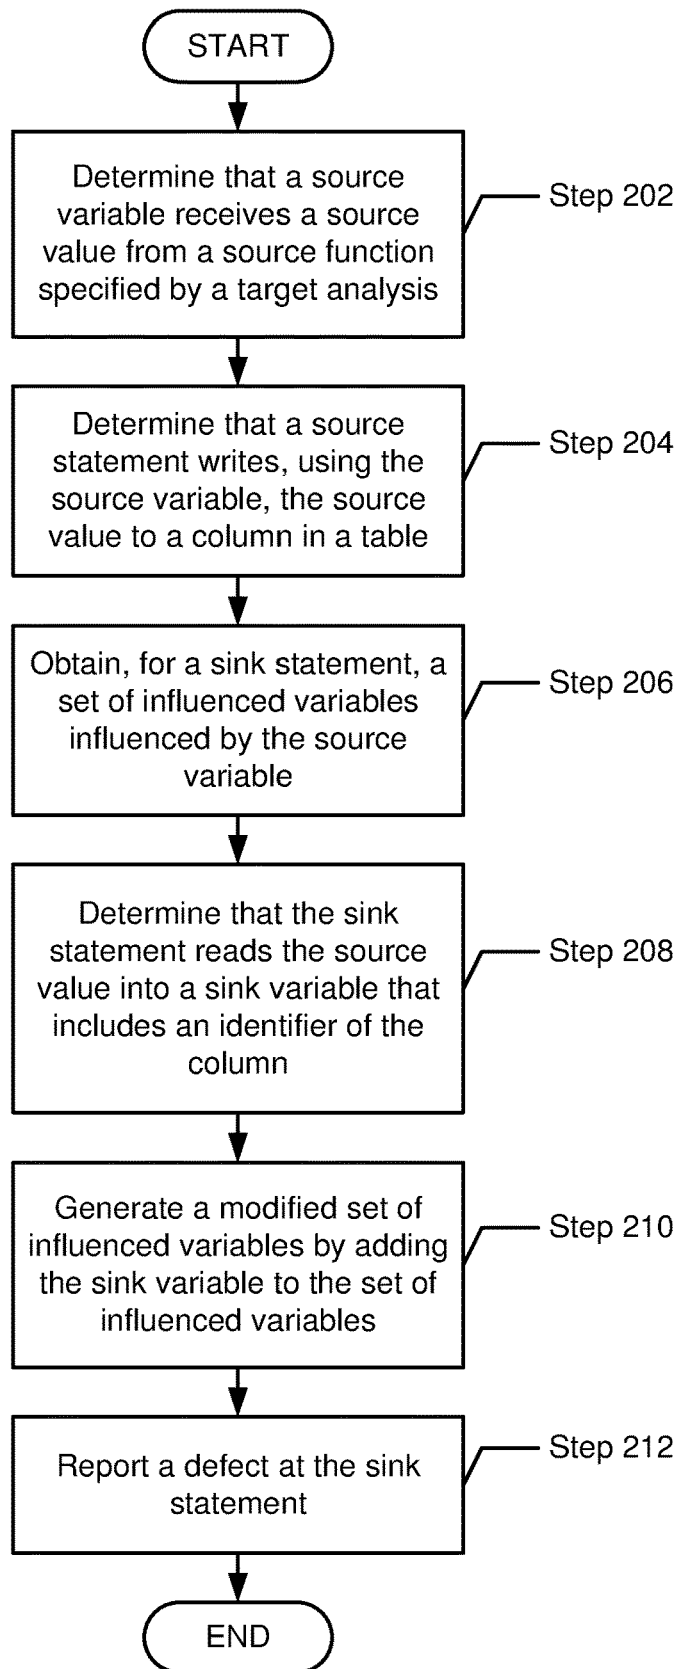 START
Determine that a source
variable receives a source
value from a source function
specified by a target analysis
Step 202
Determine that a source
statement writes, using the
source variable, the source
value to a column in a table
Step 204
Obtain, for a sink statement, a
set of influenced variables
influenced by the source
variable
Step 206
Determine that the sink
statement reads the source
value into a sink variable that
includes an identifier of the
column
Step 208
Generate a modified set of
influenced variables by adding
the sink variable to the set of
influenced variables
Step 210
Report a defect at the sink
statement
Step 212
END